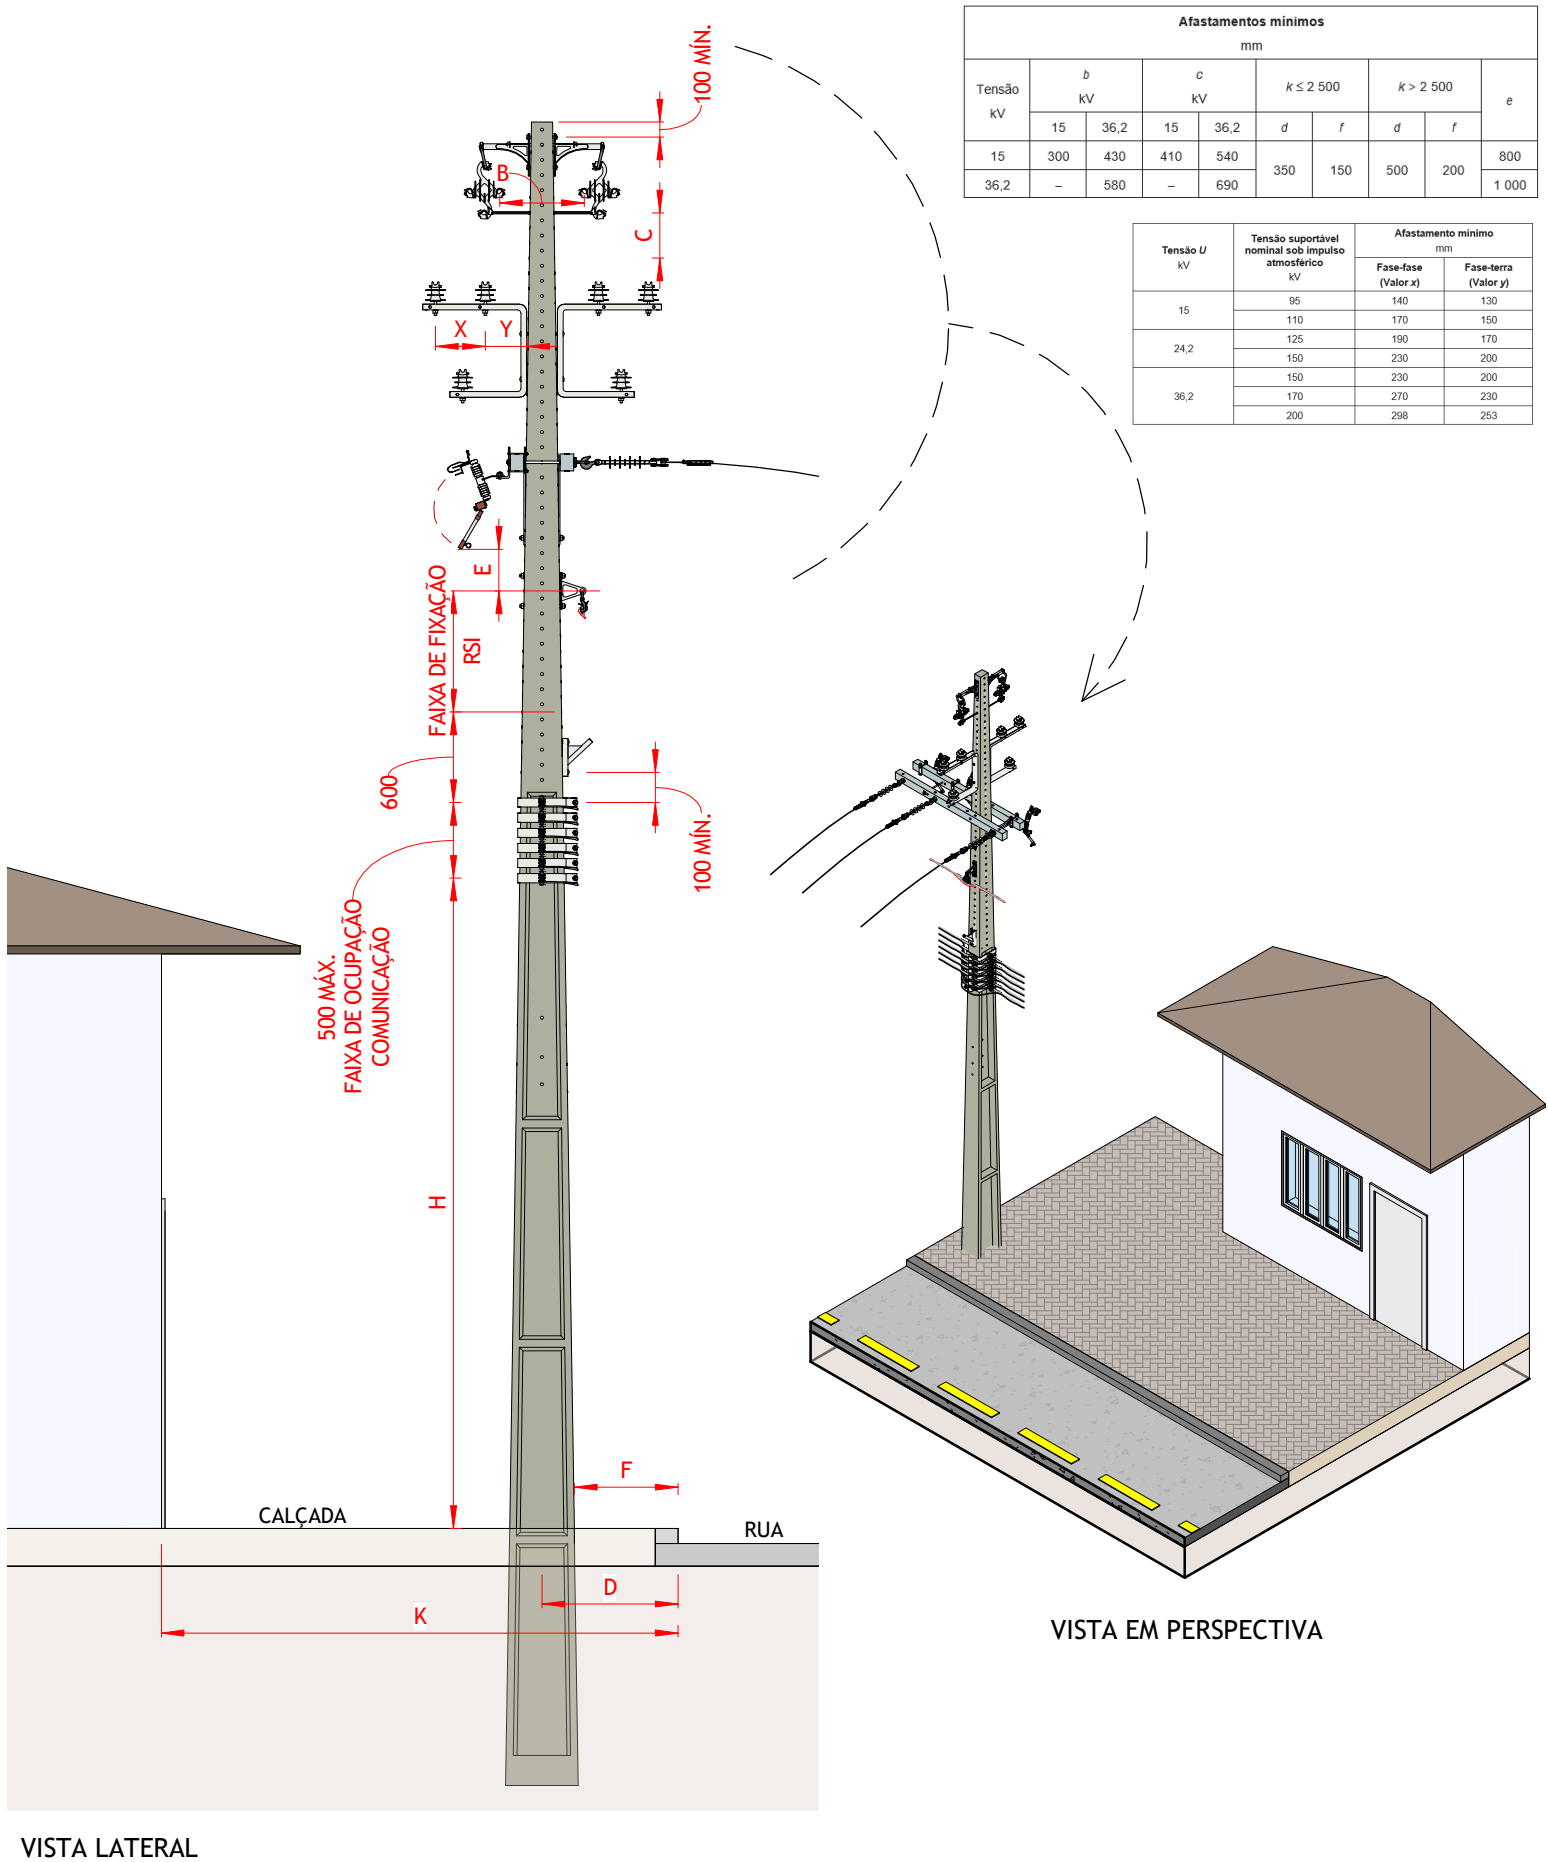 Afastamentos mínimos
mm
Tensão kV b kV c kV k ≤ 2 500 k > 2 500 e
15 36,2 15 36,2 d f d f
15 300 430 410 540 350 150 500 200 800
36,2 – 580 – 690 1 000
Tensão U kV Tensão suportável nominal sob impulso atmosférico kV Afastamento mínimo mm
Fase-fase (Valor x) Fase-terra (Valor y)
15 95 140 130
110 170 150
24,2 125 190 170
150 230 200
36,2 150 230 200
170 270 230
200 298 253
100 MÍN.
B
C
X
Y
E
FAIXA DE FIXAÇÃO
RSI
600
100 MÍN.
500 MÁX.
FAIXA DE OCUPAÇÃO
COMUNICAÇÃO
H
F
CALÇADA
RUA
D
K
VISTA EM PERSPECTIVA
VISTA LATERAL